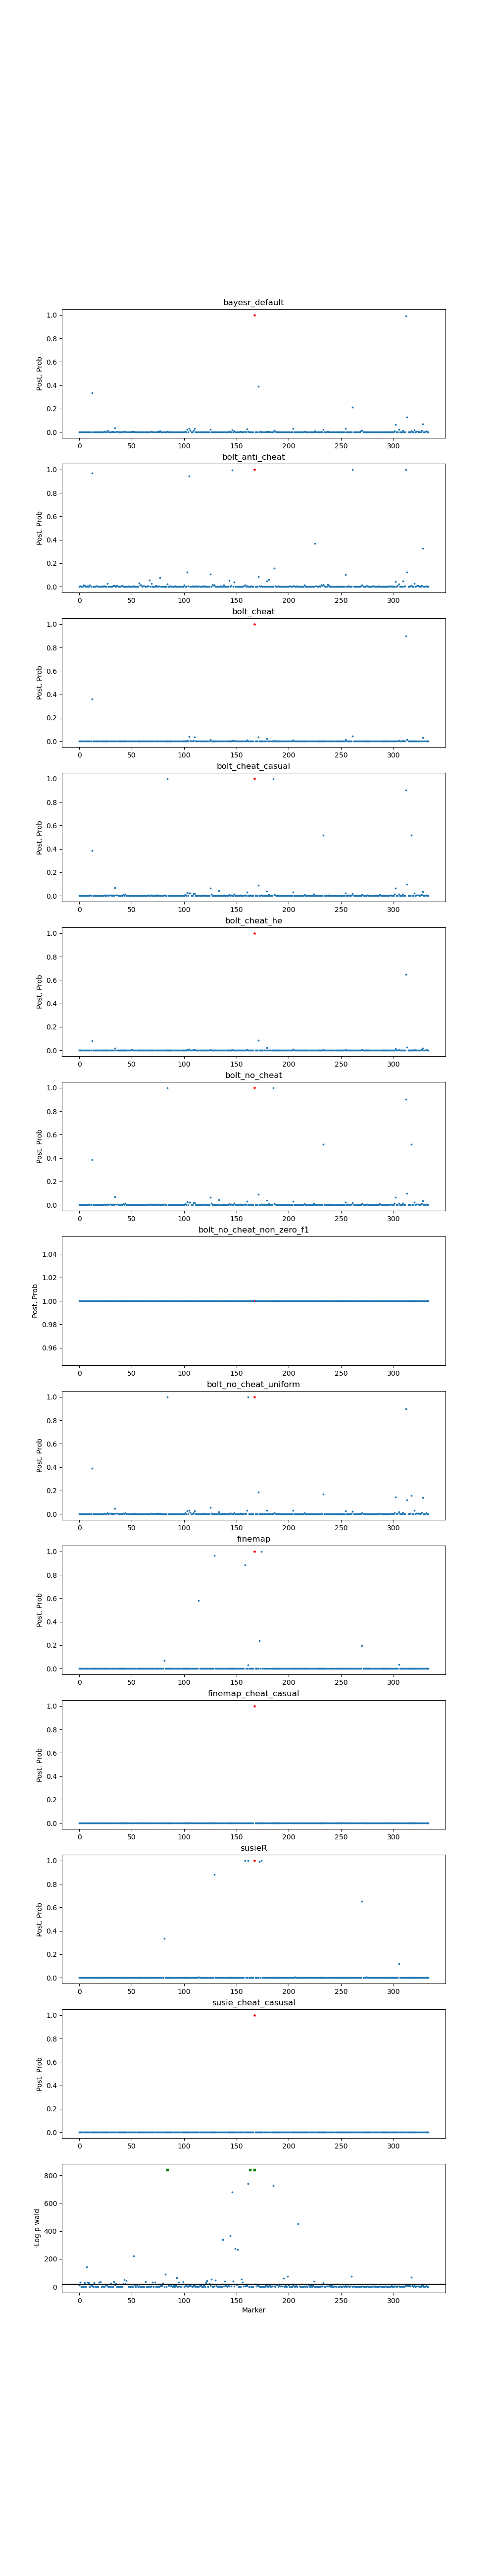 bayesr_default
1.0
0.8
0.6
0.4
0.2
0.0
Post. Prob
0 50 100 150 200 250 300
bolt_anti_cheat
1.0
0.8
0.6
0.4
0.2
0.0
Post. Prob
0 50 100 150 200 250 300
bolt_cheat
1.0
0.8
0.6
0.4
0.2
0.0
Post. Prob
0 50 100 150 200 250 300
bolt_cheat_casual
1.0
0.8
0.6
0.4
0.2
0.0
Post. Prob
0 50 100 150 200 250 300
bolt_cheat_he
1.0
0.8
0.6
0.4
0.2
0.0
Post. Prob
0 50 100 150 200 250 300
bolt_no_cheat
1.0
0.8
0.6
0.4
0.2
0.0
Post. Prob
0 50 100 150 200 250 300
bolt_no_cheat_non_zero_f1
1.04
1.02
1.00
0.98
0.96
Post. Prob
0 50 100 150 200 250 300
bolt_no_cheat_uniform
1.0
0.8
0.6
0.4
0.2
0.0
Post. Prob
0 50 100 150 200 250 300
finemap
1.0
0.8
0.6
0.4
0.2
0.0
Post. Prob
0 50 100 150 200 250 300
finemap_cheat_casual
1.0
0.8
0.6
0.4
0.2
0.0
Post. Prob
0 50 100 150 200 250 300
susieR
1.0
0.8
0.6
0.4
0.2
0.0
Post. Prob
0 50 100 150 200 250 300
susie_cheat_casusal
1.0
0.8
0.6
0.4
0.2
0.0
Post. Prob
0 50 100 150 200 250 300
800
600
400
200
0
-Log p wald
0 50 100 150 200 250 300
Marker